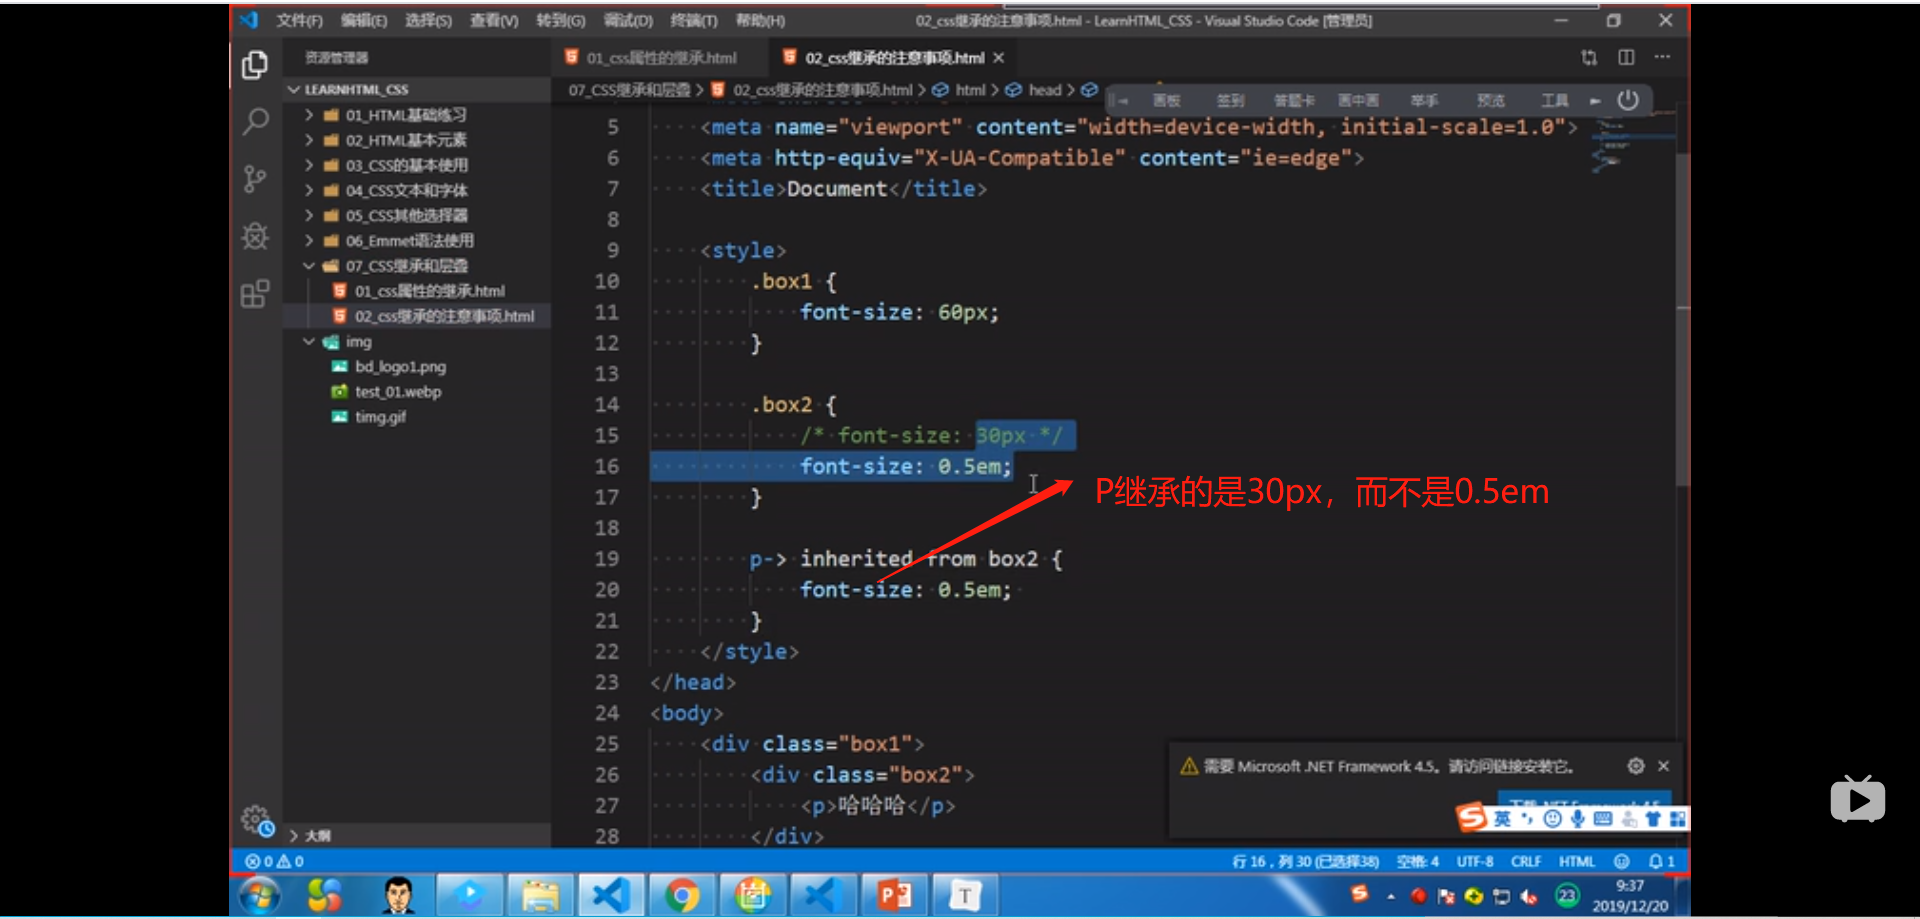 文件(F) 编辑(E) 选择(S) 查看(V) 转到(G) 调试(D) 终端(T) 帮助(H) 02_css继承的注意事项.html - LearnHTML_CSS - Visual Studio Code [管理员]
资源管理器
01_css属性的继承.html 02_css继承的注意事项.html
LEARNHTML_CSS
07_CSS继承和层叠 > 02_css继承的注意事项.html > html > head >
画板 签到 答题卡 画中画 举手 预览 工具
01_HTML基础练习
02_HTML基本元素
03_CSS的基本使用
04_CSS文本和字体
05_CSS其他选择器
06_Emmet语法使用
07_CSS继承和层叠
01_css属性的继承.html
02_css继承的注意事项.html
img
bd_logo1.png
test_01.webp
timg.gif
大纲
5 <meta name="viewport" content="width=device-width, initial-scale=1.0">
6 <meta http-equiv="X-UA-Compatible" content="ie=edge">
7 <title>Document</title>
8
9 <style>
10 .box1 {
11 font-size: 60px;
12 }
13
14 .box2 {
15 /* font-size: 30px */
16 font-size: 0.5em;
17 }
18
19 p-> inherited from box2 {
20 font-size: 0.5em;
21 }
22 </style>
23 </head>
24 <body>
25 <div class="box1">
26 <div class="box2">
27 <p>哈哈哈</p>
28 </div>
P继承的是30px，而不是0.5em
需要 Microsoft .NET Framework 4.5。请访问链接安装它。
英
0 0 行 16，列 30 (已选择38) 空格: 4 UTF-8 CRLF HTML 1
23
9:37
2019/12/20